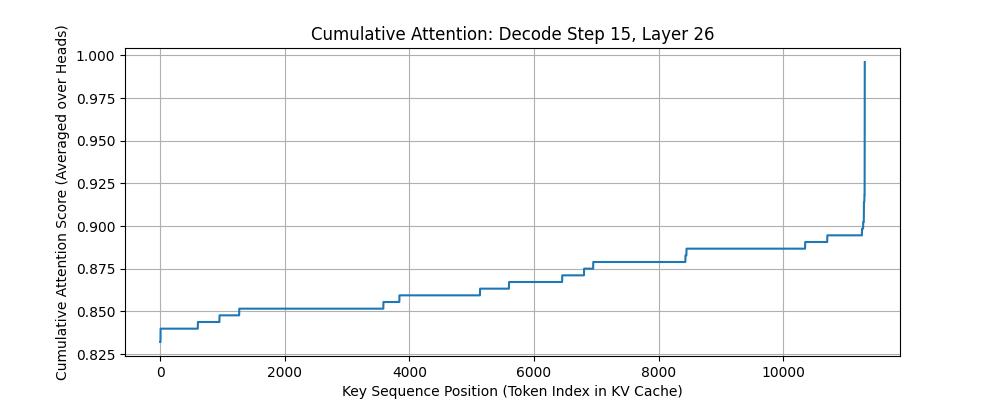 Cumulative Attention: Decode Step 15, Layer 26
Cumulative Attention Score (Averaged over Heads)
1.000
0.975
0.950
0.925
0.900
0.875
0.850
0.825
0 2000 4000 6000 8000 10000
Key Sequence Position (Token Index in KV Cache)